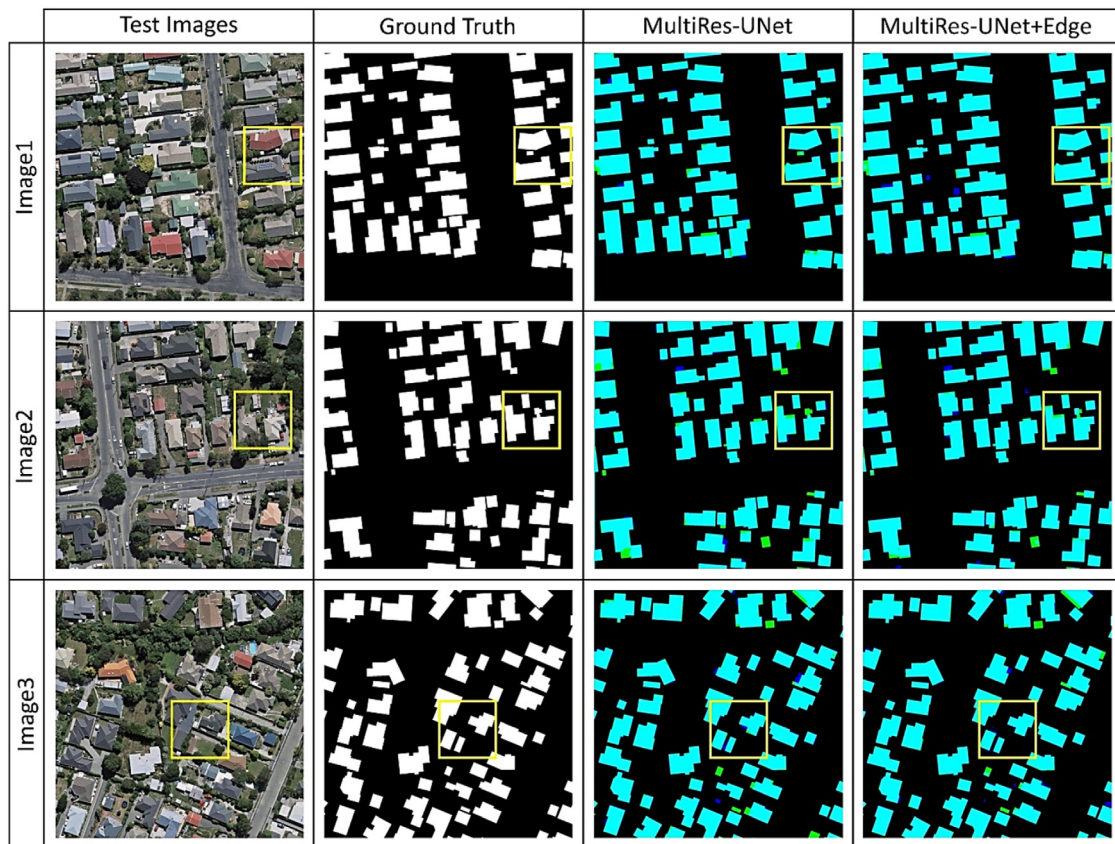 Test Images
Ground Truth
MultiRes-UNet
MultiRes-UNet+Edge
Image1
Image2
Image3